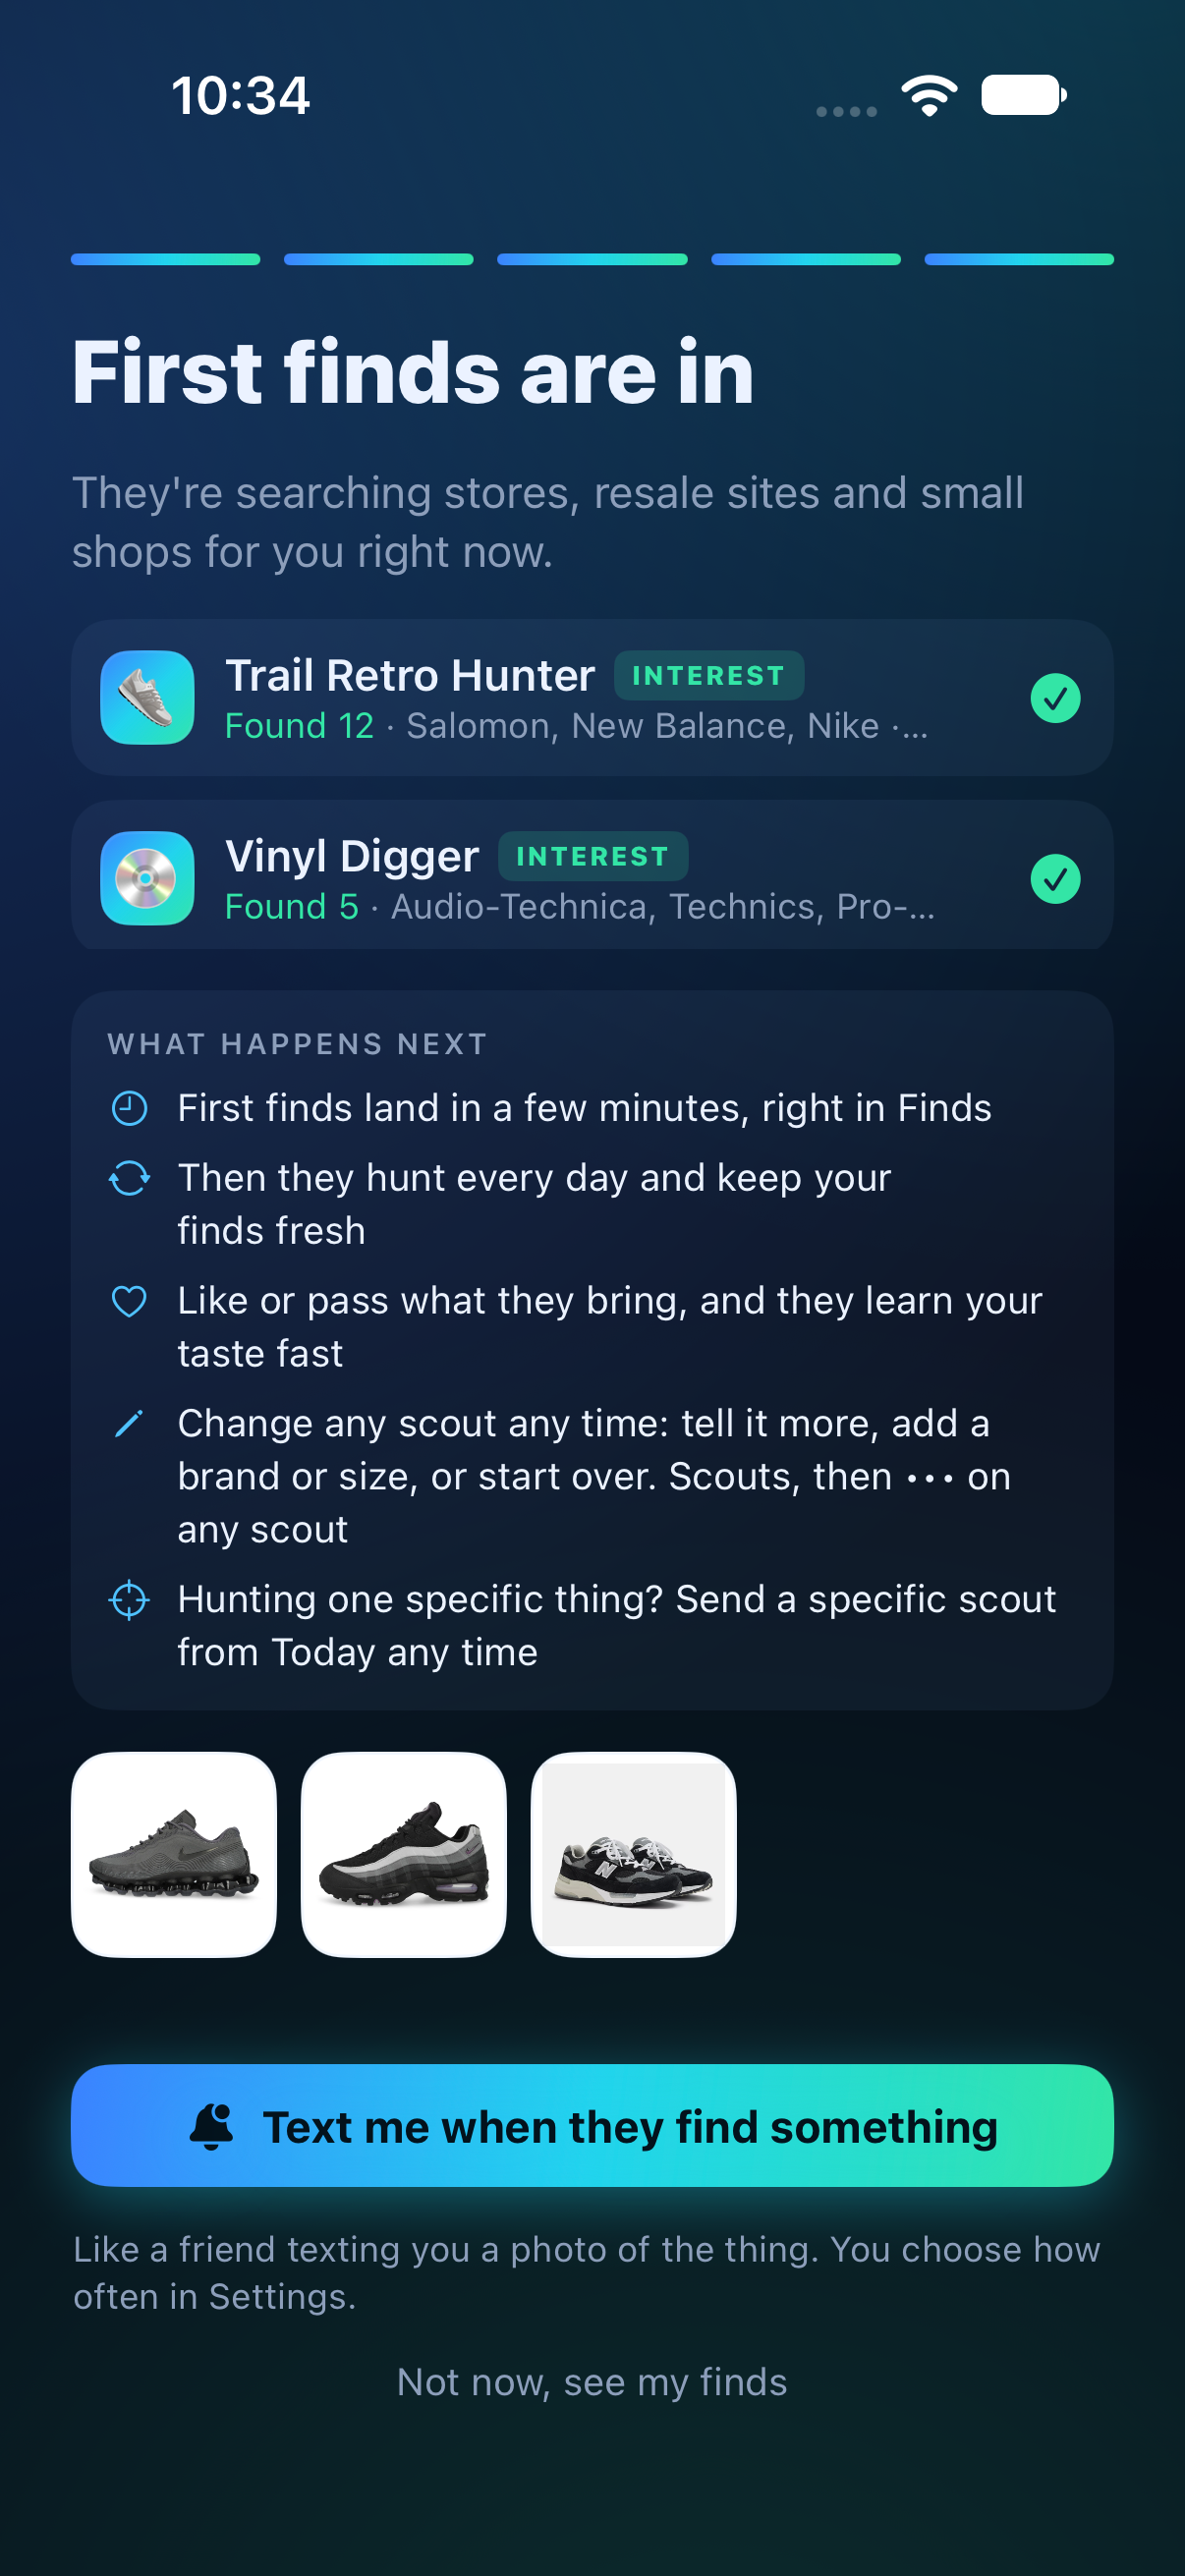 10:34
First finds are in
They're searching stores, resale sites and small
shops for you right now.
Trail Retro Hunter INTEREST
Found 12 · Salomon, New Balance, Nike ·...
Vinyl Digger INTEREST
Found 5 · Audio-Technica, Technics, Pro-...
WHAT HAPPENS NEXT
First finds land in a few minutes, right in Finds
Then they hunt every day and keep your
finds fresh
Like or pass what they bring, and they learn your
taste fast
Change any scout any time: tell it more, add a
brand or size, or start over. Scouts, then ••• on
any scout
Hunting one specific thing? Send a specific scout
from Today any time
N
Text me when they find something
Like a friend texting you a photo of the thing. You choose how
often in Settings.
Not now, see my finds